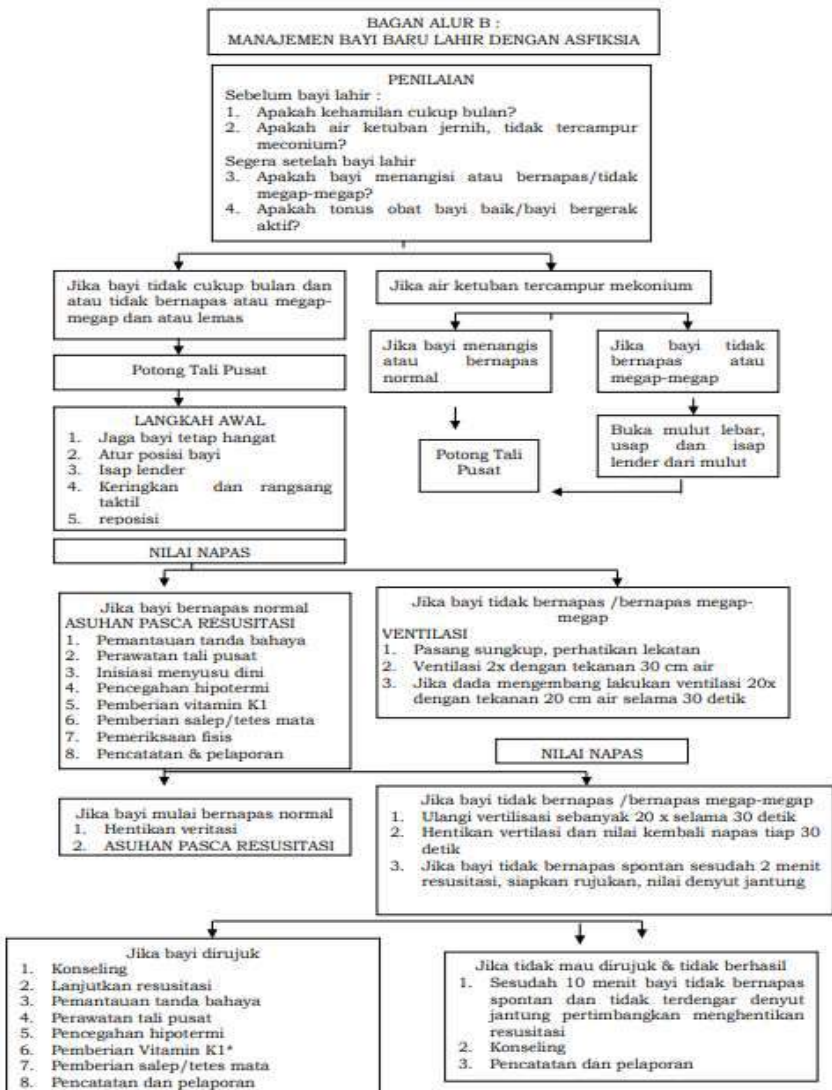 BAGAN ALUR B :
MANAJEMEN BAYI BARU LAHIR DENGAN ASFIKSIA
PENILAIAN
Sebelum bayi lahir :
1. Apakah kehamilan cukup bulan?
2. Apakah air ketuban jernih, tidak tercampur
meconium?
Segera setelah bayi lahir
3. Apakah bayi menangisi atau bernapas/tidak
megap-megap?
4. Apakah tonus obat bayi baik/bayi bergerak
aktif?
Jika bayi tidak cukup bulan dan
atau tidak bernapas atau megap-
megap dan atau lemas
Jika air ketuban tercampur mekonium
Jika bayi menangis
atau bernapas
normal
Jika bayi tidak
bernapas atau
megap-megap
Potong Tali Pusat
LANGKAH AWAL
1. Jaga bayi tetap hangat
2. Atur posisi bayi
3. Isap lender
4. Keringkan dan rangsang
taktil
5. reposisi
Buka mulut lebar,
usap dan isap
lender dari mulut
Potong Tali
Pusat
NILAI NAPAS
Jika bayi bernapas normal
ASUHAN PASCA RESUSITASI
1. Pemantauan tanda bahaya
2. Perawatan tali pusat
3. Inisiasi menyusu dini
4. Pencegahan hipotermi
5. Pemberian vitamin K1
6. Pemberian salep/tetes mata
7. Pemeriksaan fisis
8. Pencatatan & pelaporan
Jika bayi tidak bernapas /bernapas megap-
megap
VENTILASI
1. Pasang sungkup, perhatikan lekatan
2. Ventilasi 2x dengan tekanan 30 cm air
3. Jika dada mengembang lakukan ventilasi 20x
dengan tekanan 20 cm air selama 30 detik
NILAI NAPAS
Jika bayi mulai bernapas normal
1. Hentikan veritasi
2. ASUHAN PASCA RESUSITASI
Jika bayi tidak bernapas /bernapas megap-megap
1. Ulangi vertilisasi sebanyak 20 x selama 30 detik
2. Hentikan vertilasi dan nilai kembali napas tiap 30
detik
3. Jika bayi tidak bernapas spontan sesudah 2 menit
resusitasi, siapkan rujukan, nilai denyut jantung
Jika bayi dirujuk
1. Konseling
2. Lanjutkan resusitasi
3. Pemantauan tanda bahaya
4. Perawatan tali pusat
5. Pencegahan hipotermi
6. Pemberian Vitamin K1*
7. Pemberian salep/tetes mata
8. Pencatatan dan pelaporan
Jika tidak mau dirujuk & tidak berhasil
1. Sesudah 10 menit bayi tidak bernapas
spontan dan tidak terdengar denyut
jantung pertimbangkan menghentikan
resusitasi
2. Konseling
3. Pencatatan dan pelaporan